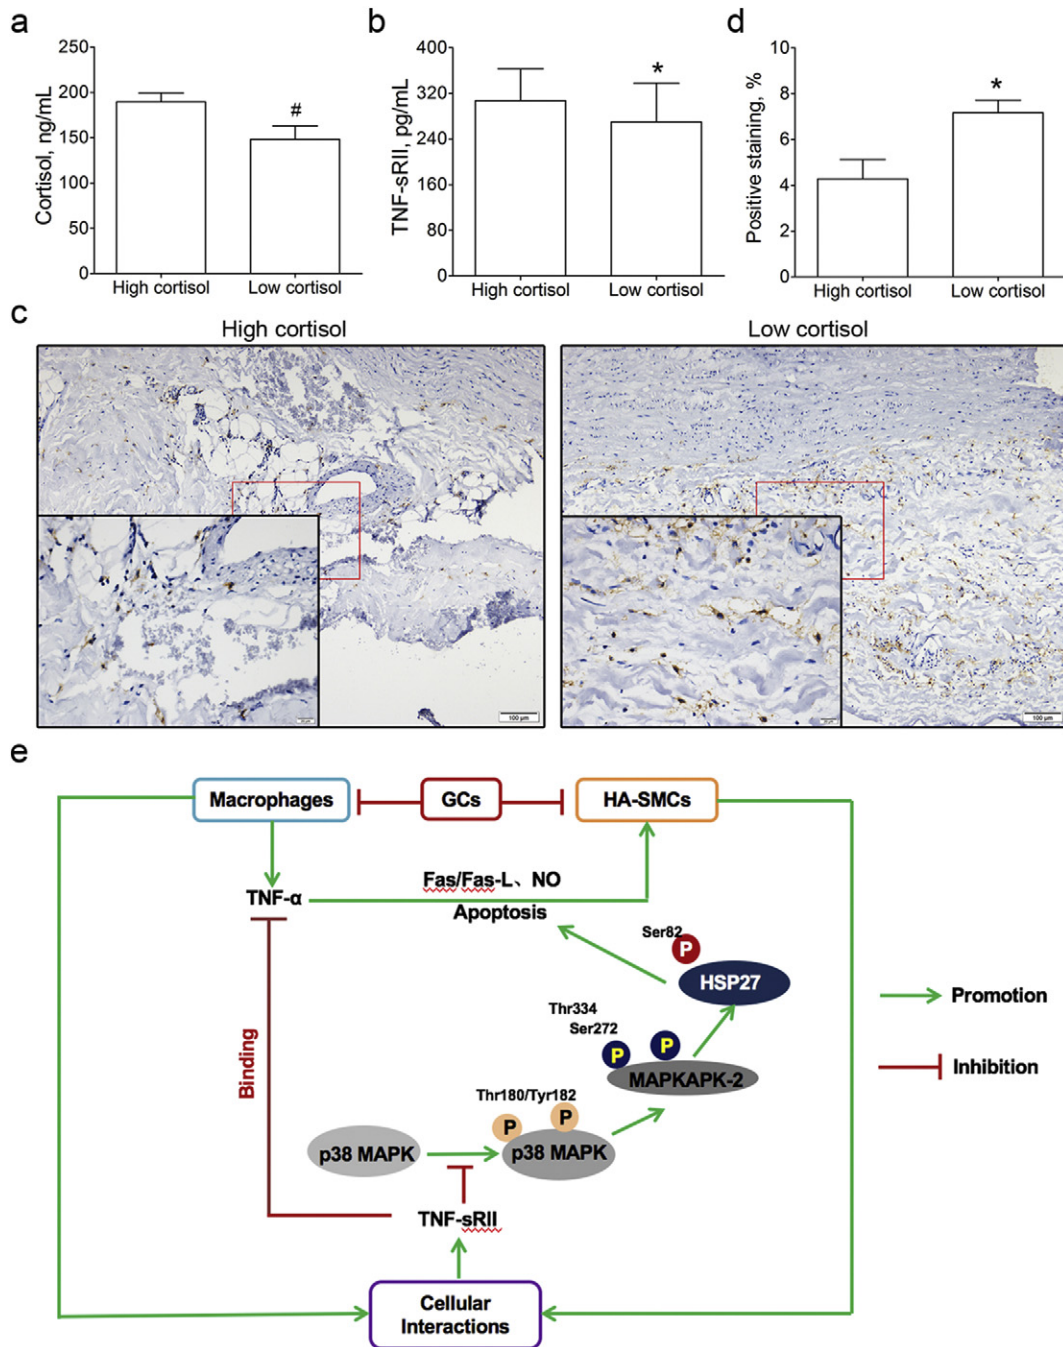 a
250
200
150
100
50
0
Cortisol, ng/mL
#
High cortisol
Low cortisol
b
400
320
240
160
80
0
TNF-sRII, pg/mL
*
High cortisol
Low cortisol
d
10
8
6
4
2
0
Positive staining, %
*
High cortisol
Low cortisol
c
High cortisol
Low cortisol
100 µm
100 µm
e
Macrophages
GCs
HA-SMCs
TNF-α
Fas/Fas-L、NO
Apoptosis
Ser82
P
HSP27
Thr334
Ser272
P
P
MAPKAPK-2
Thr180/Tyr182
P
P
p38 MAPK
p38 MAPK
Binding
TNF-sRII
Cellular
Interactions
Promotion
Inhibition